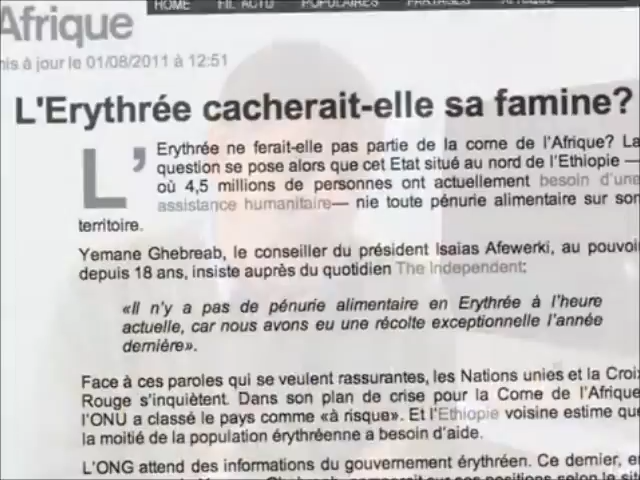 HOME FIL ACTU POPULAIRES PARTAGES AFRIQUE
Afrique
mis à jour le 01/08/2011 à 12:51
L'Erythrée cacherait-elle sa famine?
L'Erythrée ne ferait-elle pas partie de la corne de l'Afrique? La
question se pose alors que cet Etat situé au nord de l'Ethiopie —
où 4,5 millions de personnes ont actuellement besoin d'une
assistance humanitaire— nie toute pénurie alimentaire sur son
territoire.
Yemane Ghebreab, le conseiller du président Isaias Afewerki, au pouvoi
depuis 18 ans, insiste auprès du quotidien The Independent:
«Il n'y a pas de pénurie alimentaire en Erythrée à l'heure
actuelle, car nous avons eu une récolte exceptionnelle l'année
dernière».
Face à ces paroles qui se veulent rassurantes, les Nations unies et la Croix
Rouge s'inquiètent. Dans son plan de crise pour la Corne de l'Afrique
l'ONU a classé le pays comme «à risque». Et l'Ethiopie voisine estime que
la moitié de la population érythréenne a besoin d'aide.
L'ONG attend des informations du gouvernement érythréen. Ce dernier, en